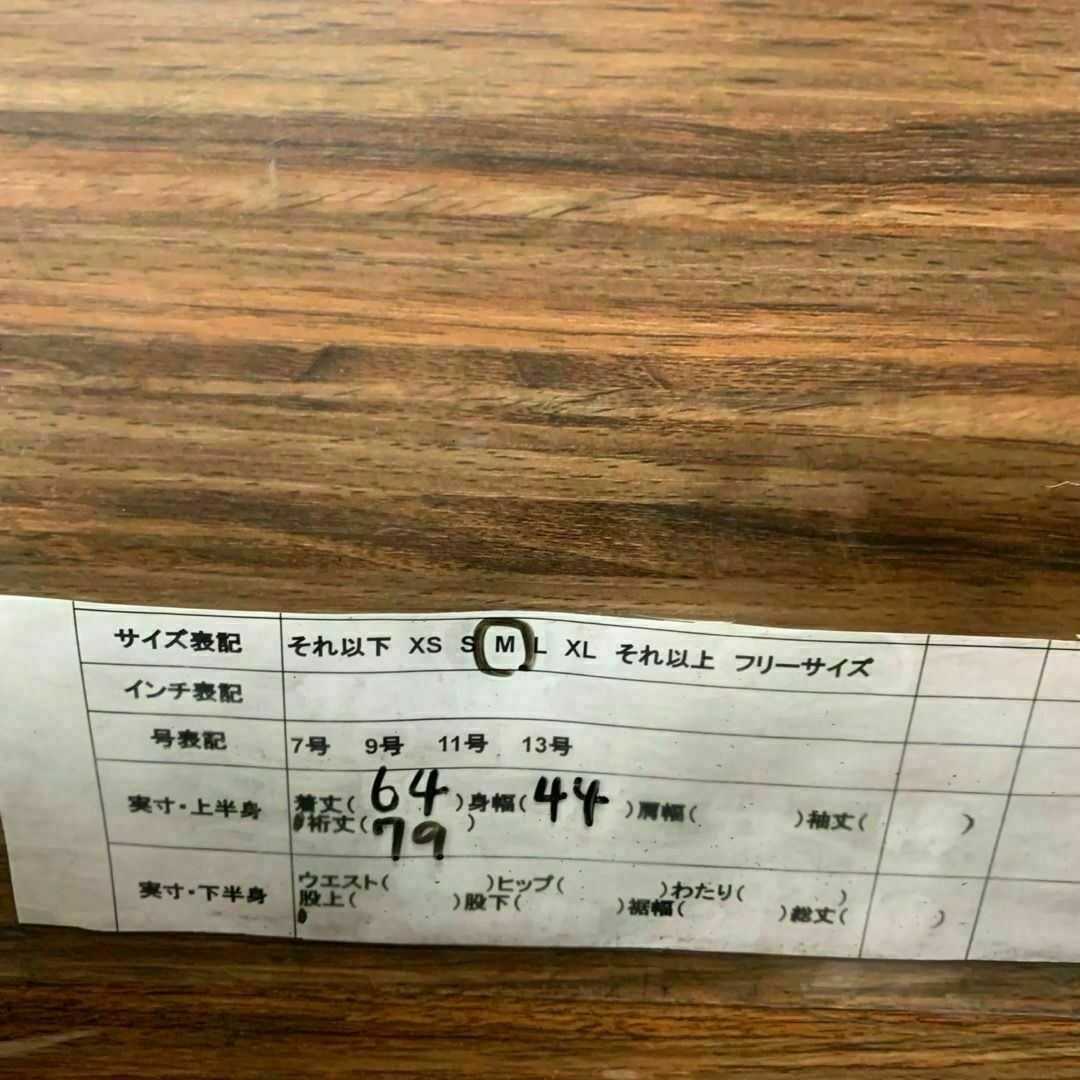 サイズ表記 それ以下 XS S M L XL それ以上 フリーサイズ
インチ表記
号表記 7号 9号 11号 13号
実寸・上半身 着丈( 64 )身幅( 44 )肩幅( )袖丈( )
裄丈( 79 )
実寸・下半身 ウエスト( )ヒップ( )わたり( )
股上( )股下( )裾幅( )総丈( )